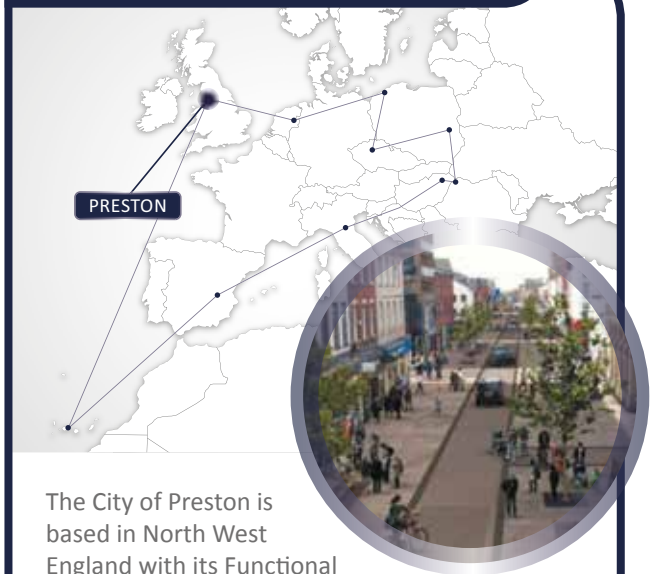 PRESTON
The City of Preston is
based in North West
England with its Functional